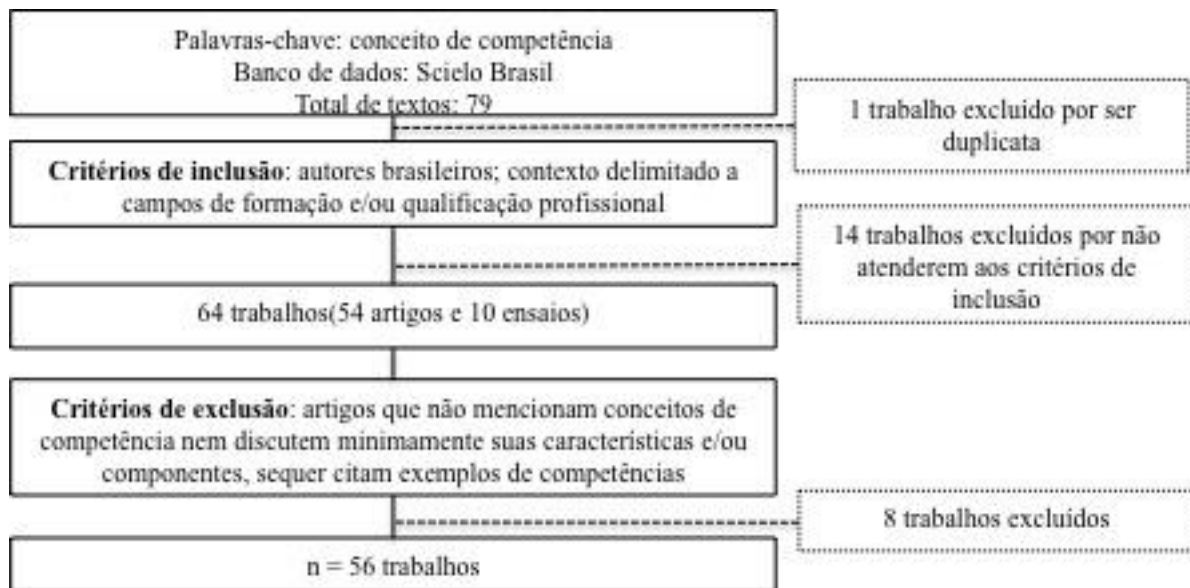 Palavras-chave: conceito de competência
Banco de dados: Scielo Brasil
Total de textos: 79
1 trabalho excluído por ser
duplicata
Critérios de inclusão: autores brasileiros; contexto delimitado a
campos de formação e/ou qualificação profissional
14 trabalhos excluídos por não
atenderem aos critérios de
inclusão
64 trabalhos(54 artigos e 10 ensaios)
Critérios de exclusão: artigos que não mencionam conceitos de
competência nem discutem minimamente suas características e/ou
componentes, sequer citam exemplos de competências
8 trabalhos excluídos
n = 56 trabalhos